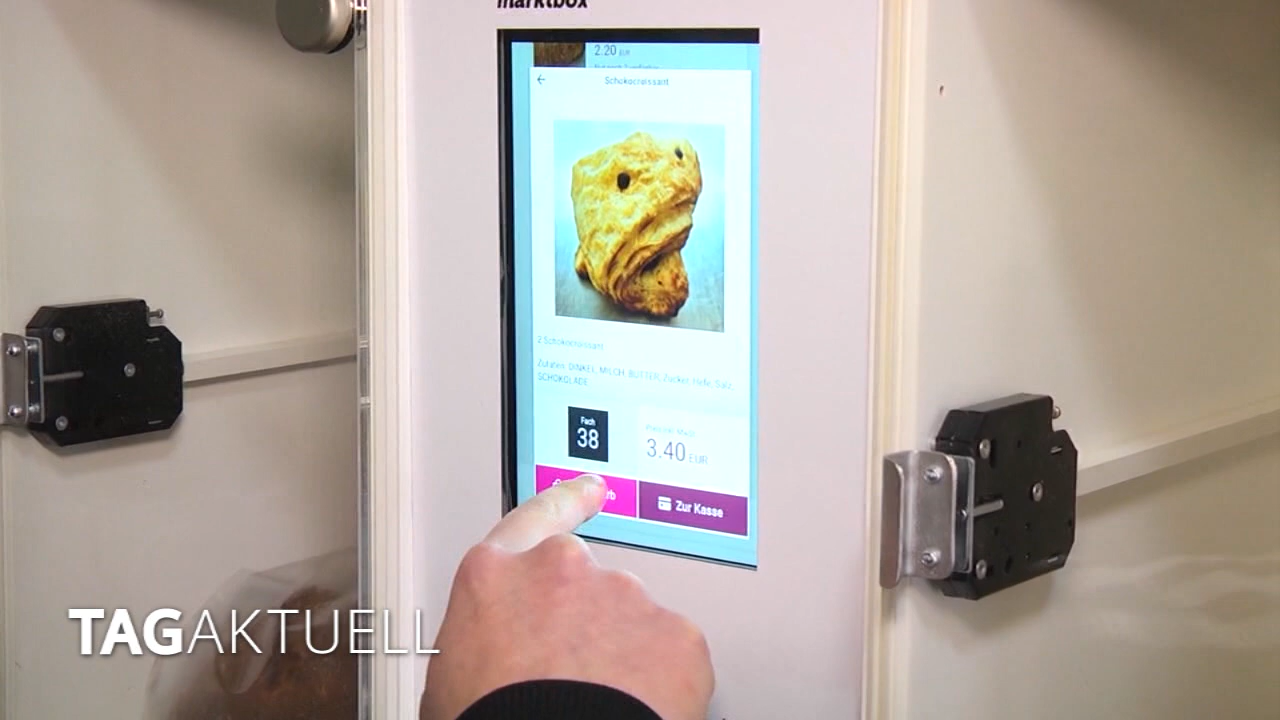 marktbox
2.20 EUR
Schokocroissant
2 Schokocroissant
Zutaten: DINKEL, MILCH, BUTTER, Zucker, Hefe, Salz,
SCHOKOLADE
Fach
38
3.40 EUR
Zur Kasse
TAGAKTUELL